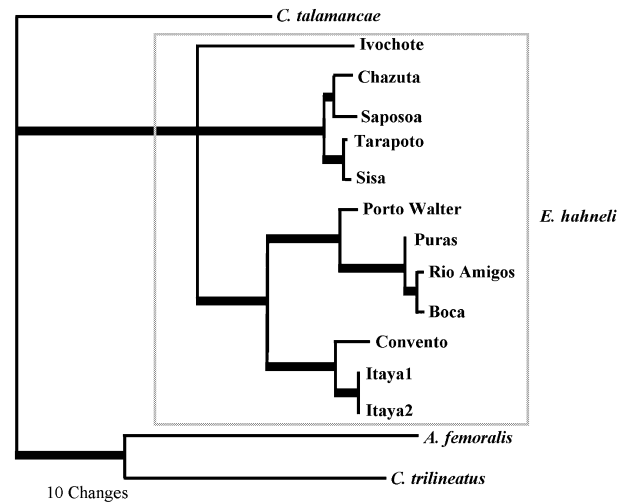 C. talamancae
Ivochote
Chazuta
Saposoa
Tarapoto
Sisa
Porto Walter
E. hahneli
Puras
Rio Amigos
Boca
Convento
Itaya1
Itaya2
A. femoralis
C. trilineatus
10 Changes